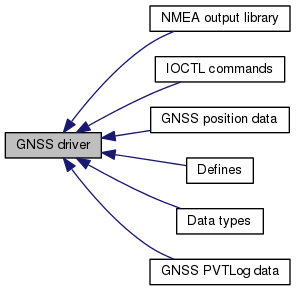 NMEA output library
IOCTL commands
GNSS position data
GNSS driver
Defines
Data types
GNSS PVTLog data